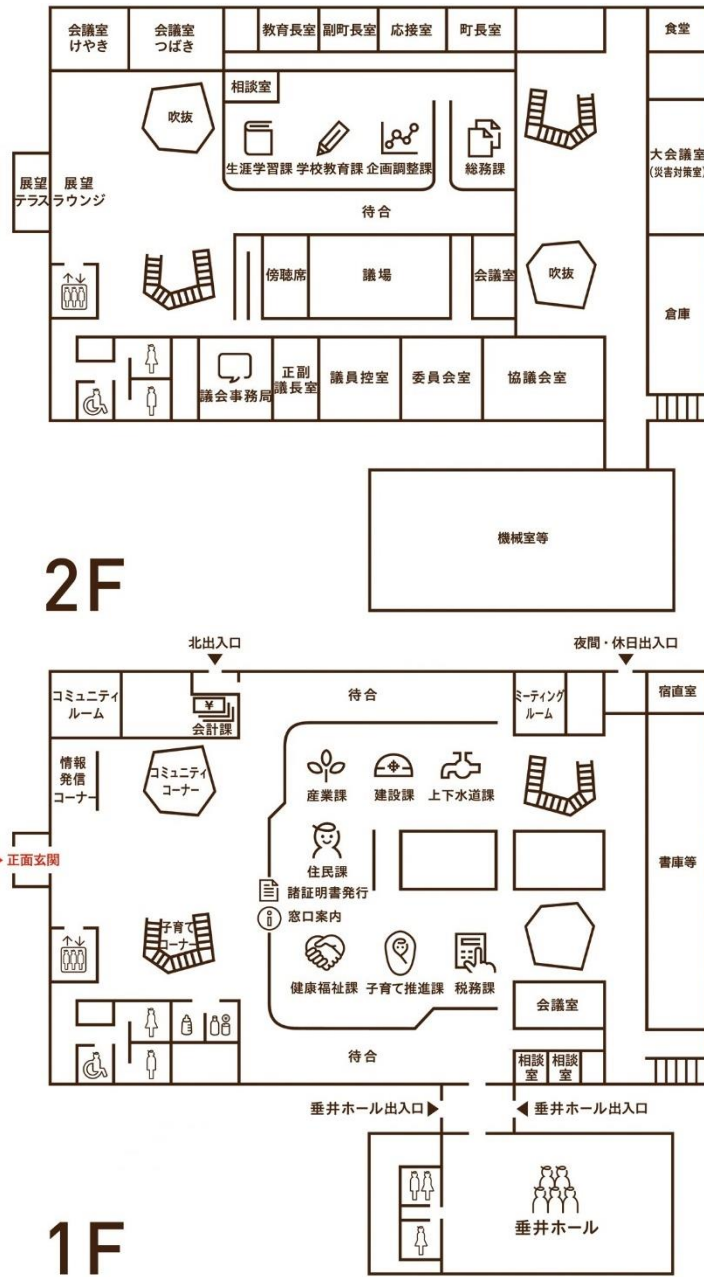 会議室
けやき
会議室
つばき
教育長室
副町長室
応接室
町長室
食堂
相談室
吹抜
生涯学習課
学校教育課
企画調整課
総務課
大会議室
(災害対策室)
展望
テラス
展望
ラウンジ
待合
傍聴席
議場
会議室
吹抜
倉庫
議会事務局
正副
議長室
議員控室
委員会室
協議会室
機械室等
2F
北出入口
夜間・休日出入口
コミュニティ
ルーム
¥
会計課
待合
ミーティング
ルーム
宿直室
情報
発信
コーナー
コミュニティ
コーナー
産業課
建設課
上下水道課
正面玄関
住民課
諸証明書発行
i
窓口案内
書庫等
子育て
コーナー
健康福祉課
子育て推進課
税務課
会議室
待合
相談
室
相談
室
垂井ホール出入口
垂井ホール出入口
垂井ホール
1F